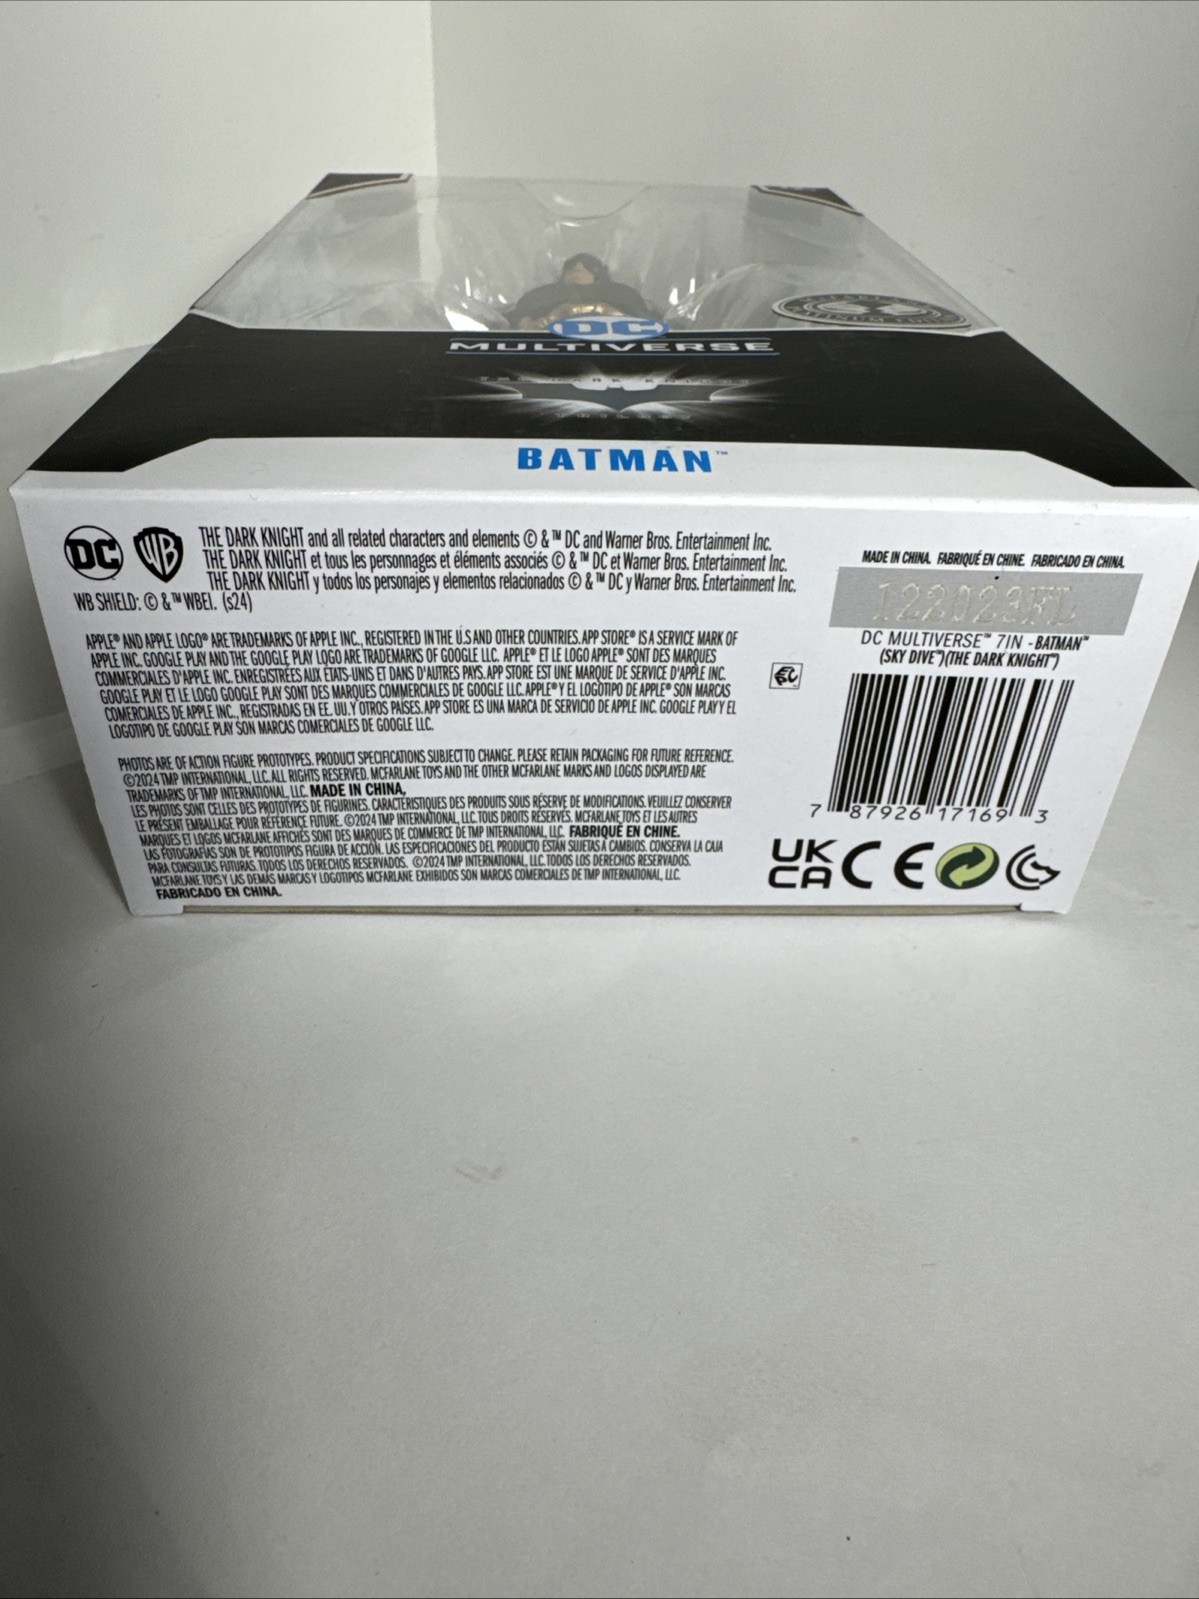 DC
MULTIVERSE
THE DARK KNIGHT
TRILOGY
BATMAN™
DC
WB
THE DARK KNIGHT and all related characters and elements © & ™ DC and Warner Bros. Entertainment Inc.
THE DARK KNIGHT et tous les personnages et éléments associés © & ™ DC et Warner Bros. Entertainment Inc.
THE DARK KNIGHT y todos los personajes y elementos relacionados © & ™ DC y Warner Bros. Entertainment Inc.
WB SHIELD: © & ™ WBEI. (s24)
APPLE® AND APPLE LOGO® ARE TRADEMARKS OF APPLE INC., REGISTERED IN THE U.S AND OTHER COUNTRIES. APP STORE® IS A SERVICE MARK OF
APPLE INC. GOOGLE PLAY AND THE GOOGLE PLAY LOGO ARE TRADEMARKS OF GOOGLE LLC. APPLE® ET LE LOGO APPLE® SONT DES MARQUES
COMMERCIALES D'APPLE INC. ENREGISTRÉES AUX ÉTATS-UNIS ET DANS D'AUTRES PAYS. APP STORE EST UNE MARQUE DE SERVICE D'APPLE INC.
GOOGLE PLAY ET LE LOGO GOOGLE PLAY SONT DES MARQUES COMMERCIALES DE GOOGLE LLC. APPLE® Y EL LOGOTIPO DE APPLE® SON MARCAS
COMERCIALES DE APPLE INC., REGISTRADAS EN EE. UU. Y OTROS PAÍSES. APP STORE ES UNA MARCA DE SERVICIO DE APPLE INC. GOOGLE PLAY Y EL
LOGOTIPO DE GOOGLE PLAY SON MARCAS COMERCIALES DE GOOGLE LLC.
PHOTOS ARE OF ACTION FIGURE PROTOTYPES. PRODUCT SPECIFICATIONS SUBJECT TO CHANGE. PLEASE RETAIN PACKAGING FOR FUTURE REFERENCE.
©2024 TMP INTERNATIONAL, LLC. ALL RIGHTS RESERVED. MCFARLANE TOYS AND THE OTHER MCFARLANE MARKS AND LOGOS DISPLAYED ARE
TRADEMARKS OF TMP INTERNATIONAL, LLC. MADE IN CHINA.
LES PHOTOS SONT CELLES DES PROTOTYPES DE FIGURINES. CARACTÉRISTIQUES DES PRODUITS SOUS RÉSERVE DE MODIFICATIONS. VEUILLEZ CONSERVER
LE PRÉSENT EMBALLAGE POUR RÉFÉRENCE FUTURE. ©2024 TMP INTERNATIONAL, LLC. TOUS DROITS RÉSERVÉS. MCFARLANE TOYS ET LES AUTRES
MARQUES ET LOGOS MCFARLANE AFFICHÉS SONT DES MARQUES DE COMMERCE DE TMP INTERNATIONAL, LLC. FABRIQUÉ EN CHINE.
LAS FOTOGRAFÍAS SON DE PROTOTIPOS FIGURA DE ACCIÓN. LAS ESPECIFICACIONES DEL PRODUCTO ESTÁN SUJETAS A CAMBIOS. CONSERVA LA CAJA
PARA CONSULTAS FUTURAS. TODOS LOS DERECHOS RESERVADOS. ©2024 TMP INTERNATIONAL, LLC. TODOS LOS DERECHOS RESERVADOS.
MCFARLANE TOYS Y LAS DEMÁS MARCAS Y LOGOTIPOS MCFARLANE EXHIBIDOS SON MARCAS COMERCIALES DE TMP INTERNATIONAL, LLC.
FABRICADO EN CHINA.
MADE IN CHINA. FABRIQUÉ EN CHINE. FABRICADO EN CHINA.
122023FL
DC MULTIVERSE™ 7IN - BATMAN™
(SKY DIVE™)(THE DARK KNIGHT™)
7 87926 17169 3
UK CA CE